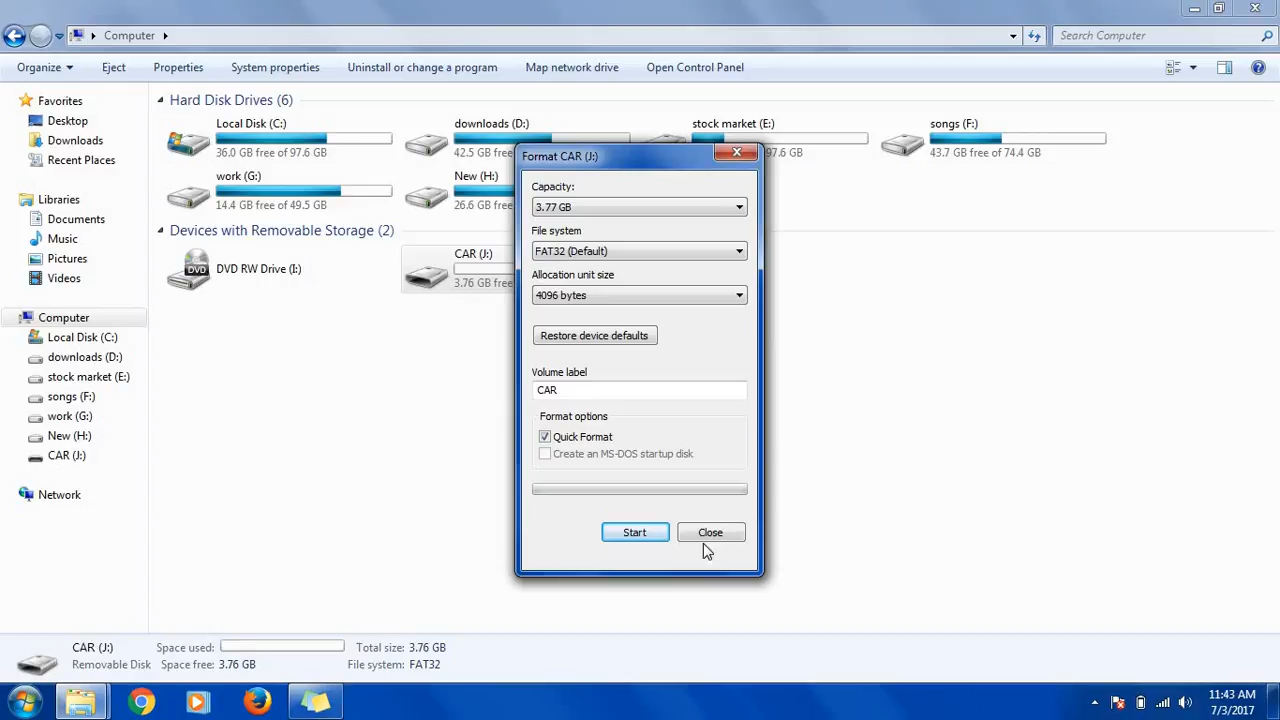 Computer
Search Computer
Organize
Eject
Properties
System properties
Uninstall or change a program
Map network drive
Open Control Panel
Favorites
Desktop
Downloads
Recent Places
Libraries
Documents
Music
Pictures
Videos
Computer
Local Disk (C:)
downloads (D:)
stock market (E:)
songs (F:)
work (G:)
New (H:)
CAR (J:)
Network
Hard Disk Drives (6)
Local Disk (C:)
36.0 GB free of 97.6 GB
downloads (D:)
42.5 GB
stock market (E:)
97.6 GB
songs (F:)
43.7 GB free of 74.4 GB
work (G:)
14.4 GB free of 49.5 GB
New (H:)
26.6 GB
Devices with Removable Storage (2)
DVD
DVD RW Drive (I:)
CAR (J:)
3.76 GB free
Format CAR (J:)
Capacity:
3.77 GB
File system
FAT32 (Default)
Allocation unit size
4096 bytes
Restore device defaults
Volume label
CAR
Format options
Quick Format
Create an MS-DOS startup disk
Start
Close
CAR (J:)
Removable Disk
Space used:
Space free: 3.76 GB
Total size: 3.76 GB
File system: FAT32
11:43 AM
7/3/2017